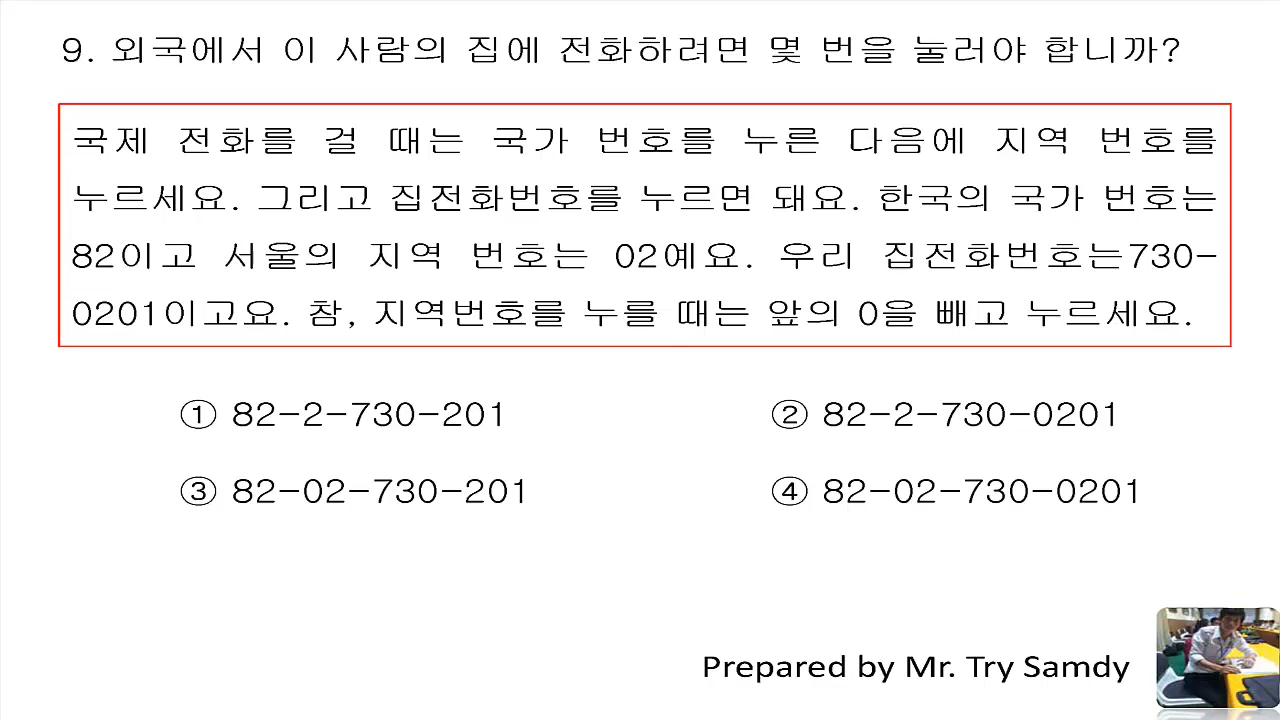 9. 외국에서 이 사람의 집에 전화하려면 몇 번을 눌러야 합니까?
국제 전화를 걸 때는 국가 번호를 누른 다음에 지역 번호를
누르세요. 그리고 집전화번호를 누르면 돼요. 한국의 국가 번호는
82이고 서울의 지역 번호는 02예요. 우리 집전화번호는730-
0201이고요. 참, 지역번호를 누를 때는 앞의 0을 빼고 누르세요.
① 82-2-730-201
② 82-2-730-0201
③ 82-02-730-201
④ 82-02-730-0201
Prepared by Mr. Try Samdy